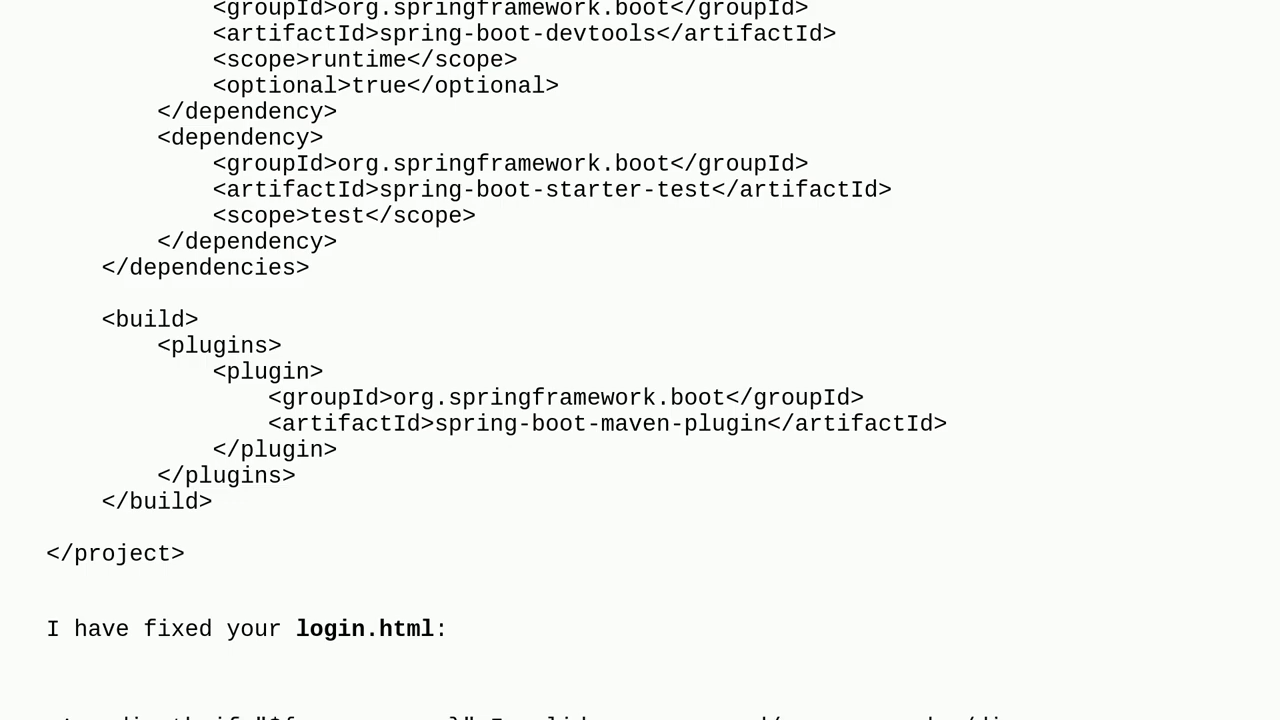 <groupId>org.springframework.boot</groupId>
<artifactId>spring-boot-devtools</artifactId>
<scope>runtime</scope>
<optional>true</optional>
</dependency>
<dependency>
<groupId>org.springframework.boot</groupId>
<artifactId>spring-boot-starter-test</artifactId>
<scope>test</scope>
</dependency>
</dependencies>
<build>
<plugins>
<plugin>
<groupId>org.springframework.boot</groupId>
<artifactId>spring-boot-maven-plugin</artifactId>
</plugin>
</plugins>
</build>
</project>
I have fixed your login.html: